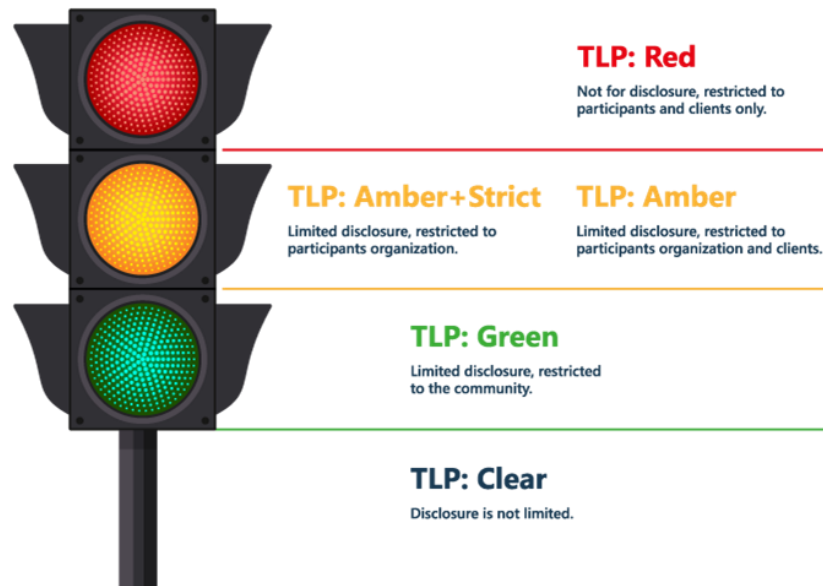 TLP: Red
Not for disclosure, restricted to
participants and clients only.
TLP: Amber+Strict
Limited disclosure, restricted to
participants organization.
TLP: Amber
Limited disclosure, restricted to
participants organization and clients.
TLP: Green
Limited disclosure, restricted
to the community.
TLP: Clear
Disclosure is not limited.